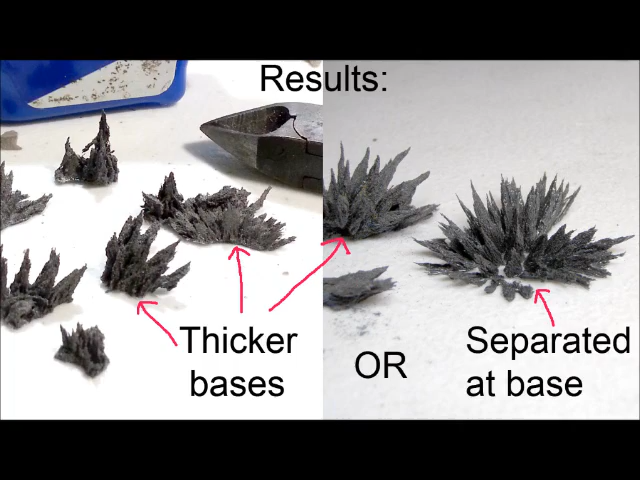 Results:
Thicker
bases
OR
Separated
at base